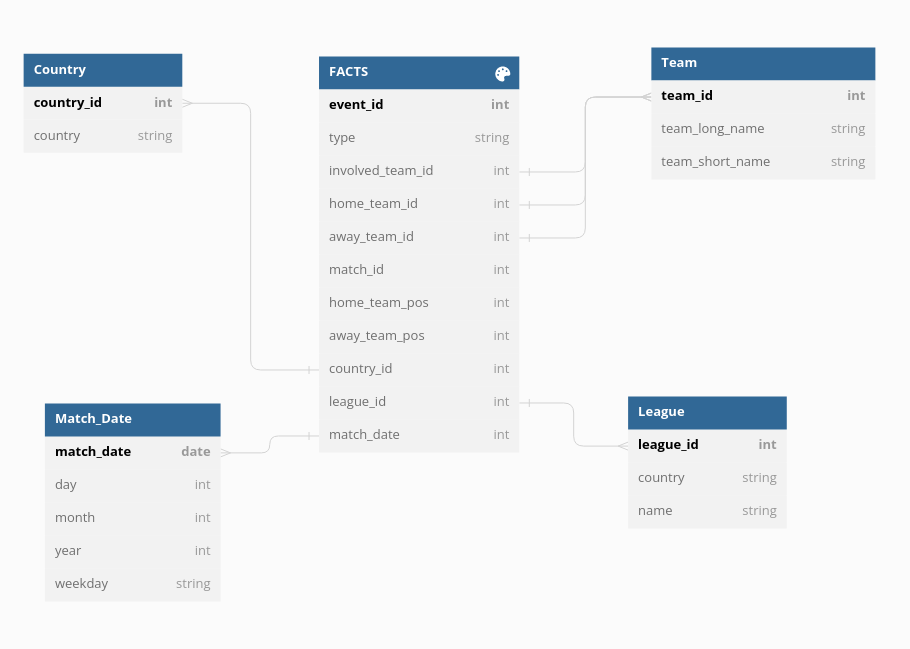 Country
country_id int
country string
FACTS
event_id int
type string
involved_team_id int
home_team_id int
away_team_id int
match_id int
home_team_pos int
away_team_pos int
country_id int
league_id int
match_date int
Team
team_id int
team_long_name string
team_short_name string
Match_Date
match_date date
day int
month int
year int
weekday string
League
league_id int
country string
name string